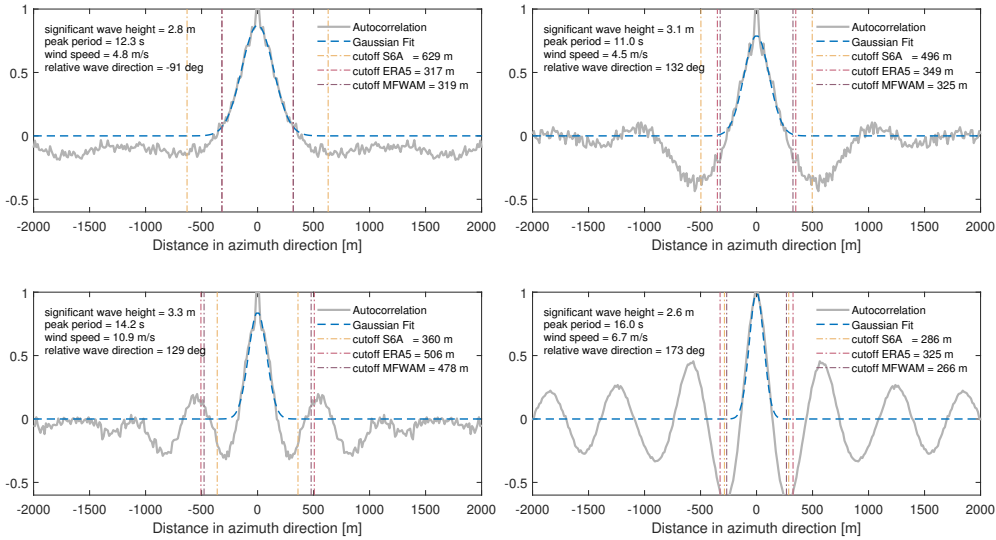 significant wave height = 2.8 m
peak period = 12.3 s
wind speed = 4.8 m/s
relative wave direction = -91 deg
Autocorrelation
Gaussian Fit
cutoff S6A = 629 m
cutoff ERA5 = 317 m
cutoff MFWAM = 319 m
1
0.5
0
-0.5
-2000 -1500 -1000 -500 0 500 1000 1500 2000
Distance in azimuth direction [m]
significant wave height = 3.1 m
peak period = 11.0 s
wind speed = 4.5 m/s
relative wave direction = 132 deg
Autocorrelation
Gaussian Fit
cutoff S6A = 496 m
cutoff ERA5 = 349 m
cutoff MFWAM = 325 m
1
0.5
0
-0.5
-2000 -1500 -1000 -500 0 500 1000 1500 2000
Distance in azimuth direction [m]
significant wave height = 3.3 m
peak period = 14.2 s
wind speed = 10.9 m/s
relative wave direction = 129 deg
Autocorrelation
Gaussian Fit
cutoff S6A = 360 m
cutoff ERA5 = 506 m
cutoff MFWAM = 478 m
1
0.5
0
-0.5
-2000 -1500 -1000 -500 0 500 1000 1500 2000
Distance in azimuth direction [m]
significant wave height = 2.6 m
peak period = 16.0 s
wind speed = 6.7 m/s
relative wave direction = 173 deg
Autocorrelation
Gaussian Fit
cutoff S6A = 286 m
cutoff ERA5 = 325 m
cutoff MFWAM = 266 m
1
0.5
0
-0.5
-2000 -1500 -1000 -500 0 500 1000 1500 2000
Distance in azimuth direction [m]